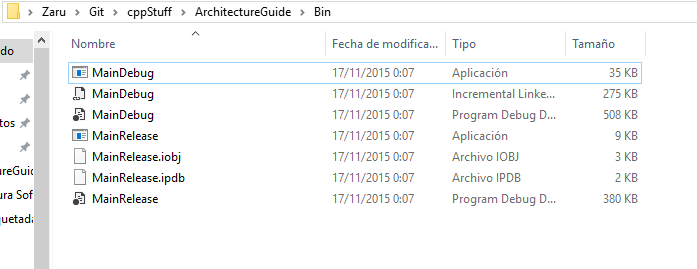 Zaru > Git > cppStuff > ArchitectureGuide > Bin
Nombre Fecha de modifica... Tipo Tamaño
do
MainDebug 17/11/2015 0:07 Aplicación 35 KB
MainDebug 17/11/2015 0:07 Incremental Linke... 275 KB
tos MainDebug 17/11/2015 0:07 Program Debug D... 508 KB
MainRelease 17/11/2015 0:07 Aplicación 9 KB
MainRelease.iobj 17/11/2015 0:07 Archivo IOBJ 3 KB
ureGuid MainRelease.ipdb 17/11/2015 0:07 Archivo IPDB 2 KB
ura Sof MainRelease 17/11/2015 0:07 Program Debug D... 380 KB
quetada